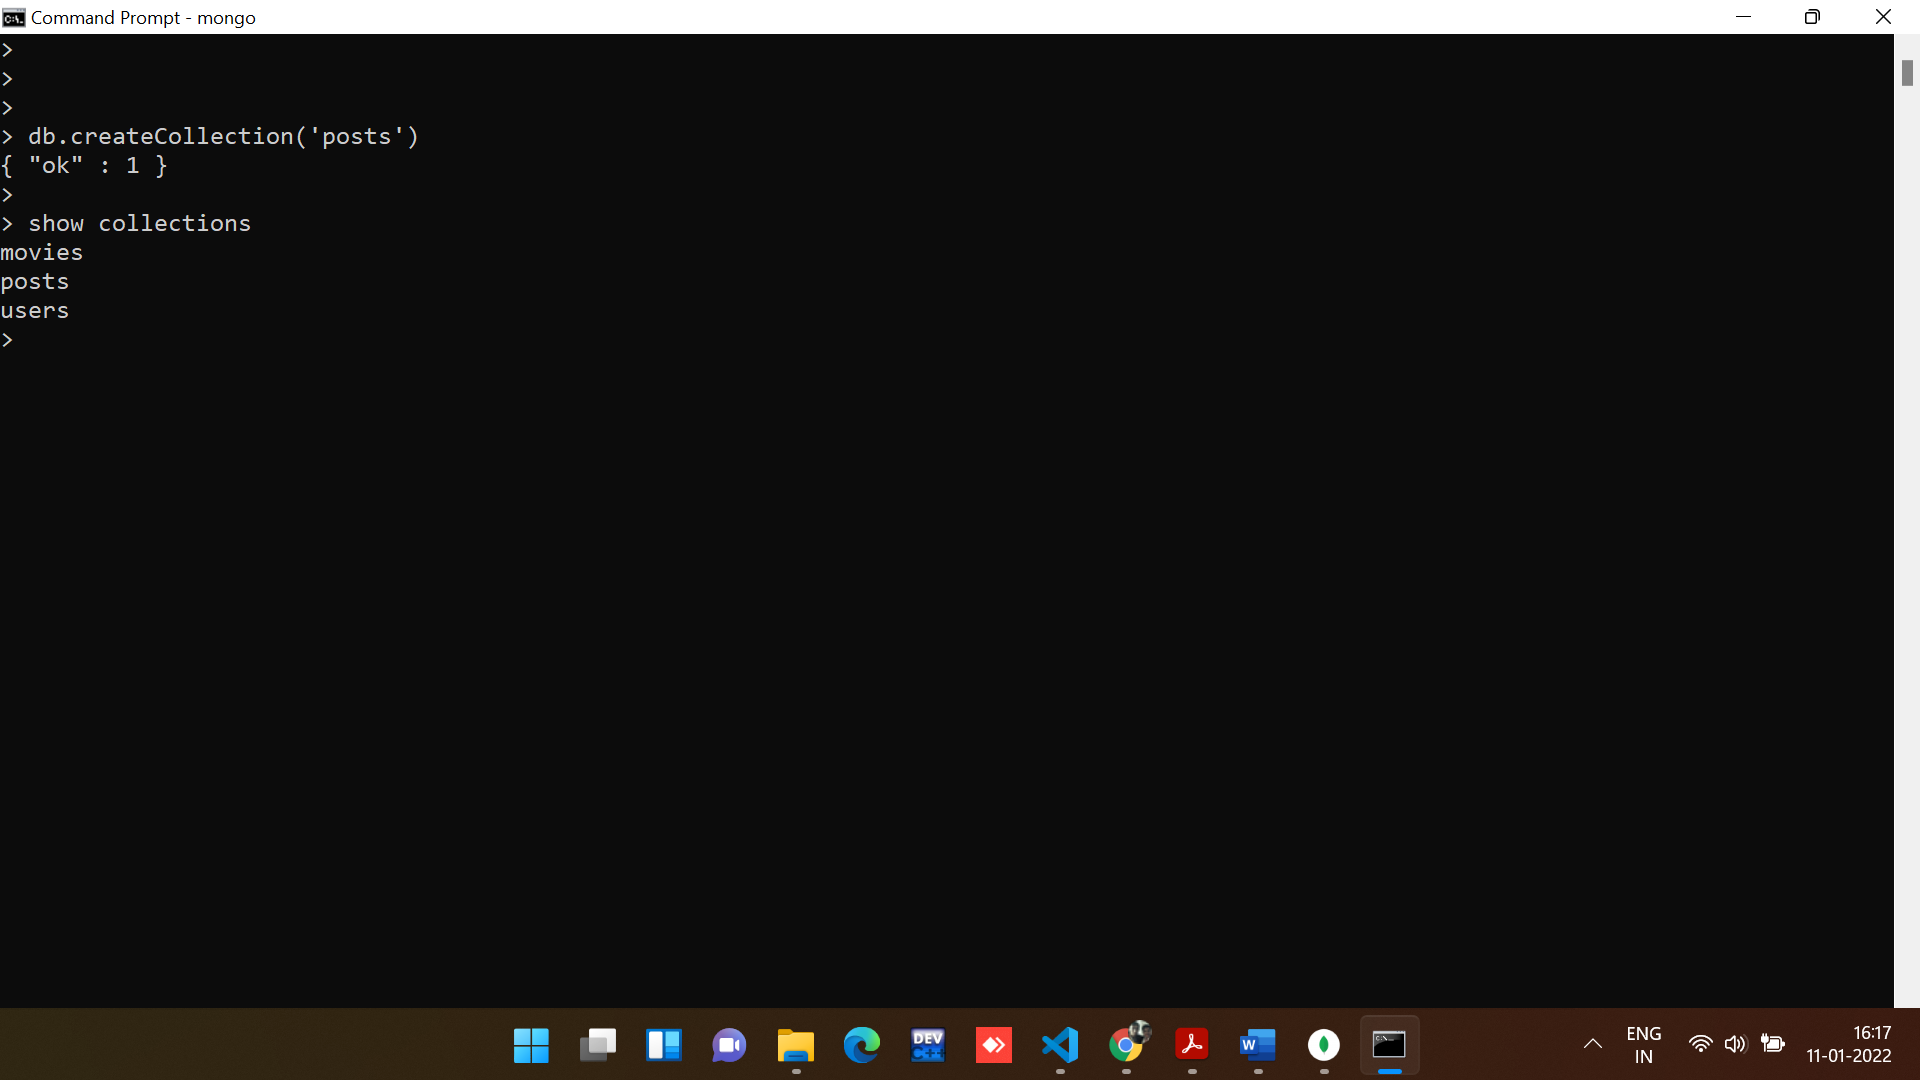 Command Prompt - mongo
>
>
>
> db.createCollection('posts')
{ "ok" : 1 }
>
> show collections
movies
posts
users
>
DEV
C++
W
ENG
IN
16:17
11-01-2022